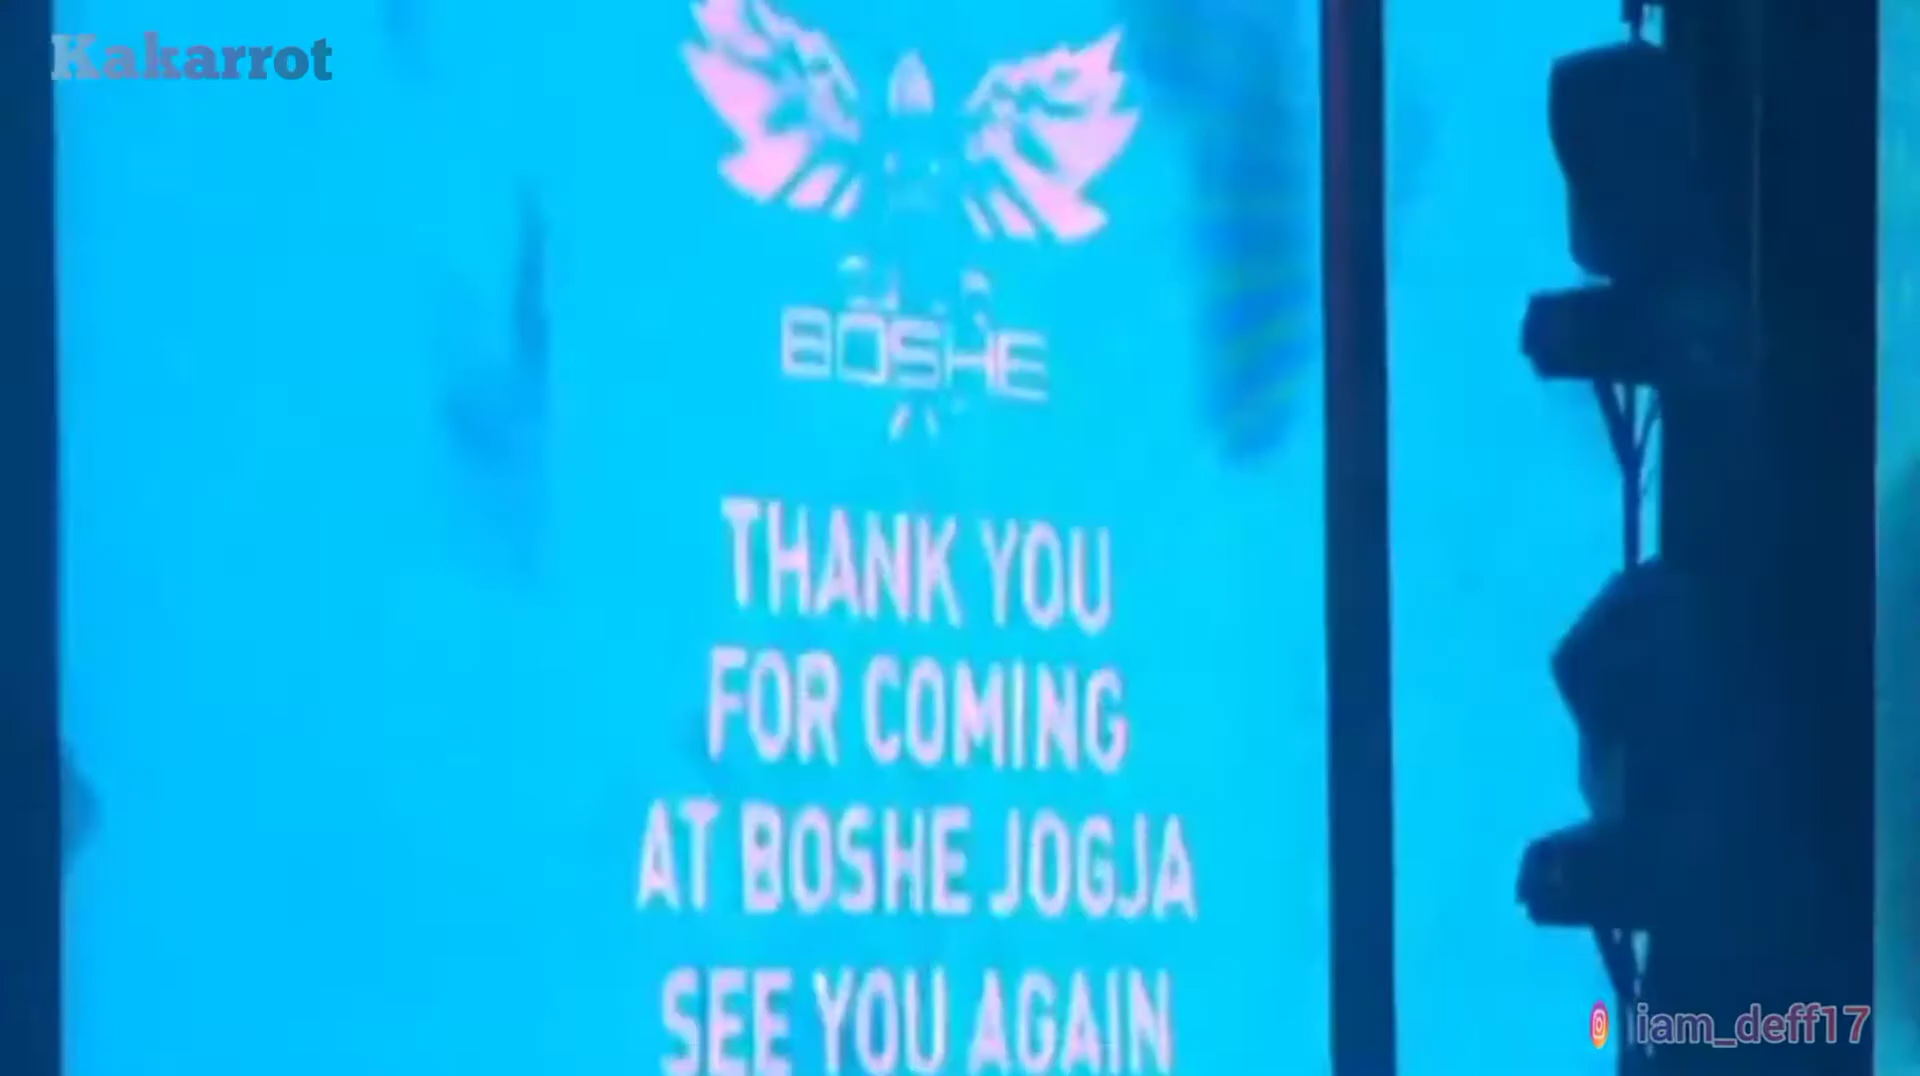 Kakarrot
BOSHE
THANK YOU
FOR COMING
AT BOSHE JOGJA
SEE YOU AGAIN
iam_deff17